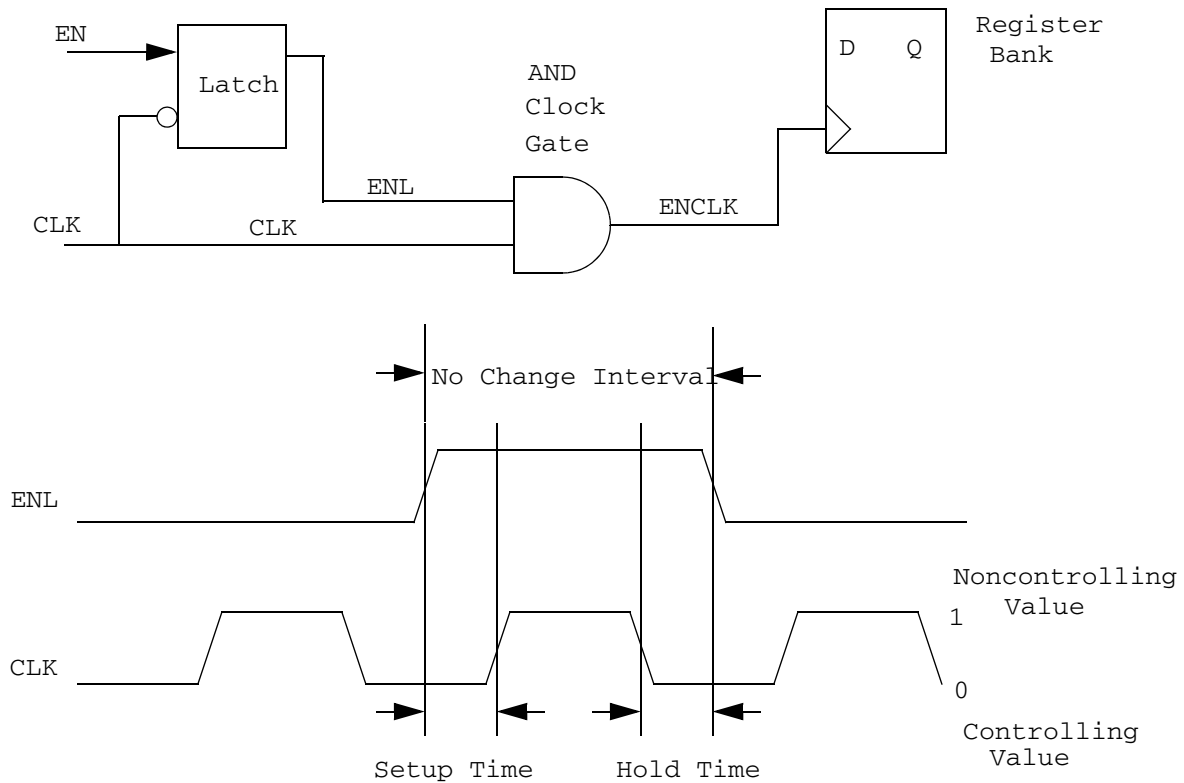 EN
Latch
AND
Clock
Gate
D Q
Register
Bank
ENL
ENCLK
CLK
CLK
No Change Interval
ENL
Noncontrolling
Value
1
CLK
0
Controlling
Value
Setup Time
Hold Time